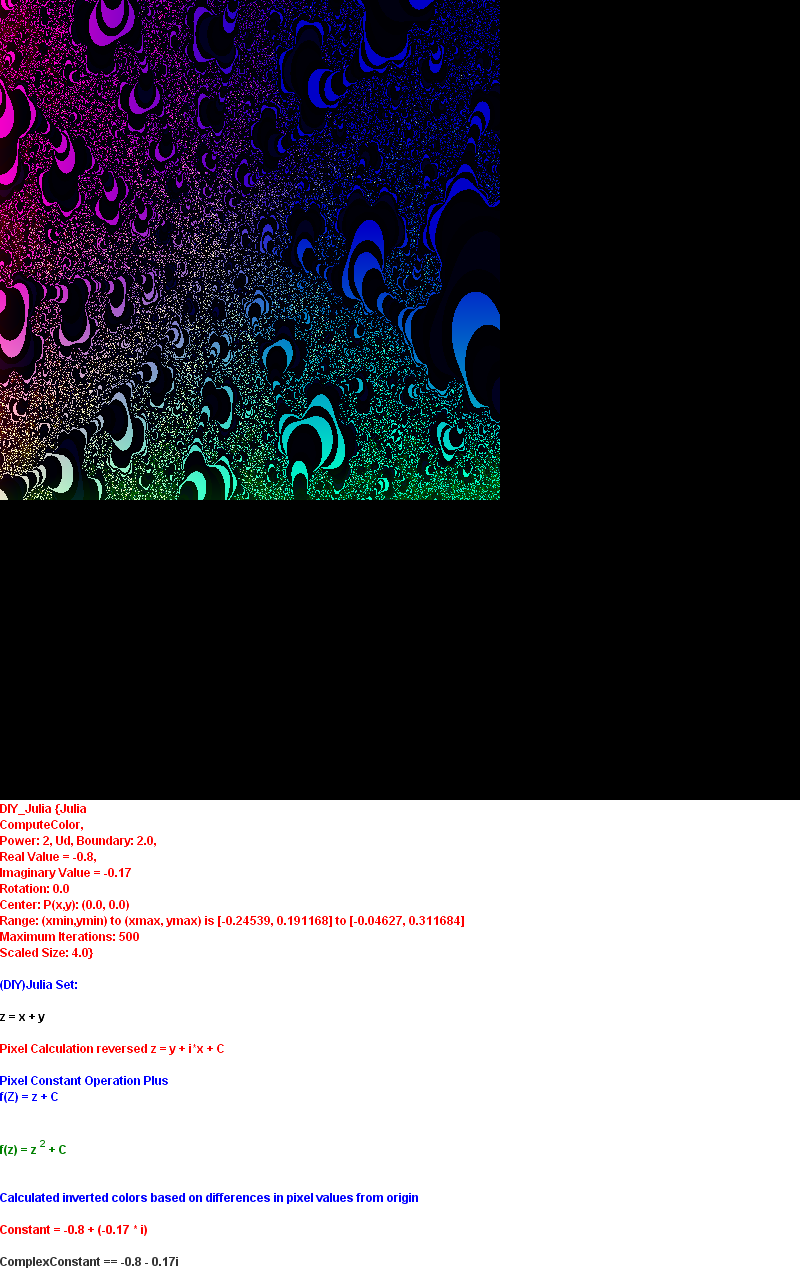 DIY_Julia {Julia
ComputeColor,
Power: 2, Ud, Boundary: 2.0,
Real Value = -0.8,
Imaginary Value = -0.17
Rotation: 0.0
Center: P(x,y): (0.0, 0.0)
Range: (xmin,ymin) to (xmax, ymax) is [-0.24539, 0.191168] to [-0.04627, 0.311684]
Maximum Iterations: 500
Scaled Size: 4.0}
(DIY)Julia Set:
z = x + y
Pixel Calculation reversed z = y + i*x + C
Pixel Constant Operation Plus
f(Z) = z + C
f(z) = z 2 + C
Calculated inverted colors based on differences in pixel values from origin
Constant = -0.8 + (-0.17 * i)
ComplexConstant == -0.8 - 0.17i